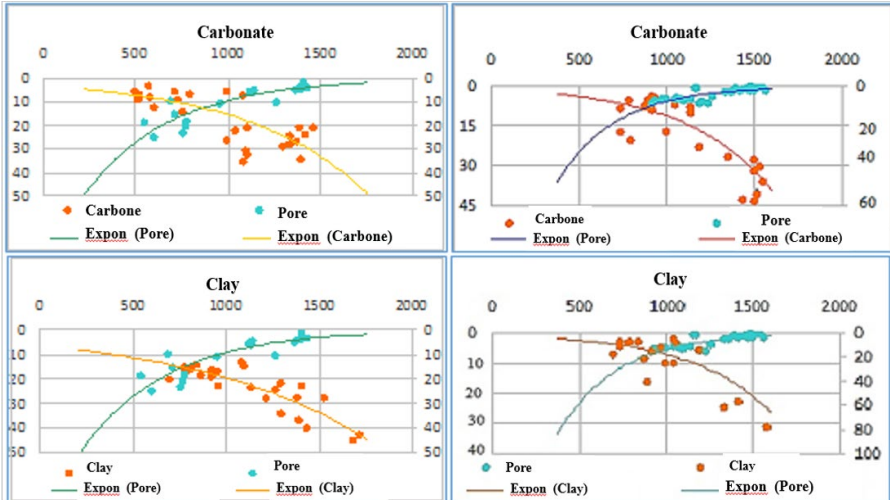 Carbonate
0 500 1000 1500 2000
0 0
10 10
20 20
30 30
40 40
50 50
Carbone Pore
Expon (Pore) Expon (Carbone)
Carbonate
0 500 1000 1500 2000
0 0
15 20
30 40
45 60
Carbone Pore
Expon (Pore) Expon (Carbone)
Clay
0 500 1000 1500 2000
0 0
10 10
20 20
30 30
40 40
50 50
Clay Pore
Expon (Pore) Expon (Clay)
Clay
0 500 1000 1500 2000
0 0
10 20
20 40
30 60
40 80
100
Pore Clay
Expon (Clay) Expon (Pore)